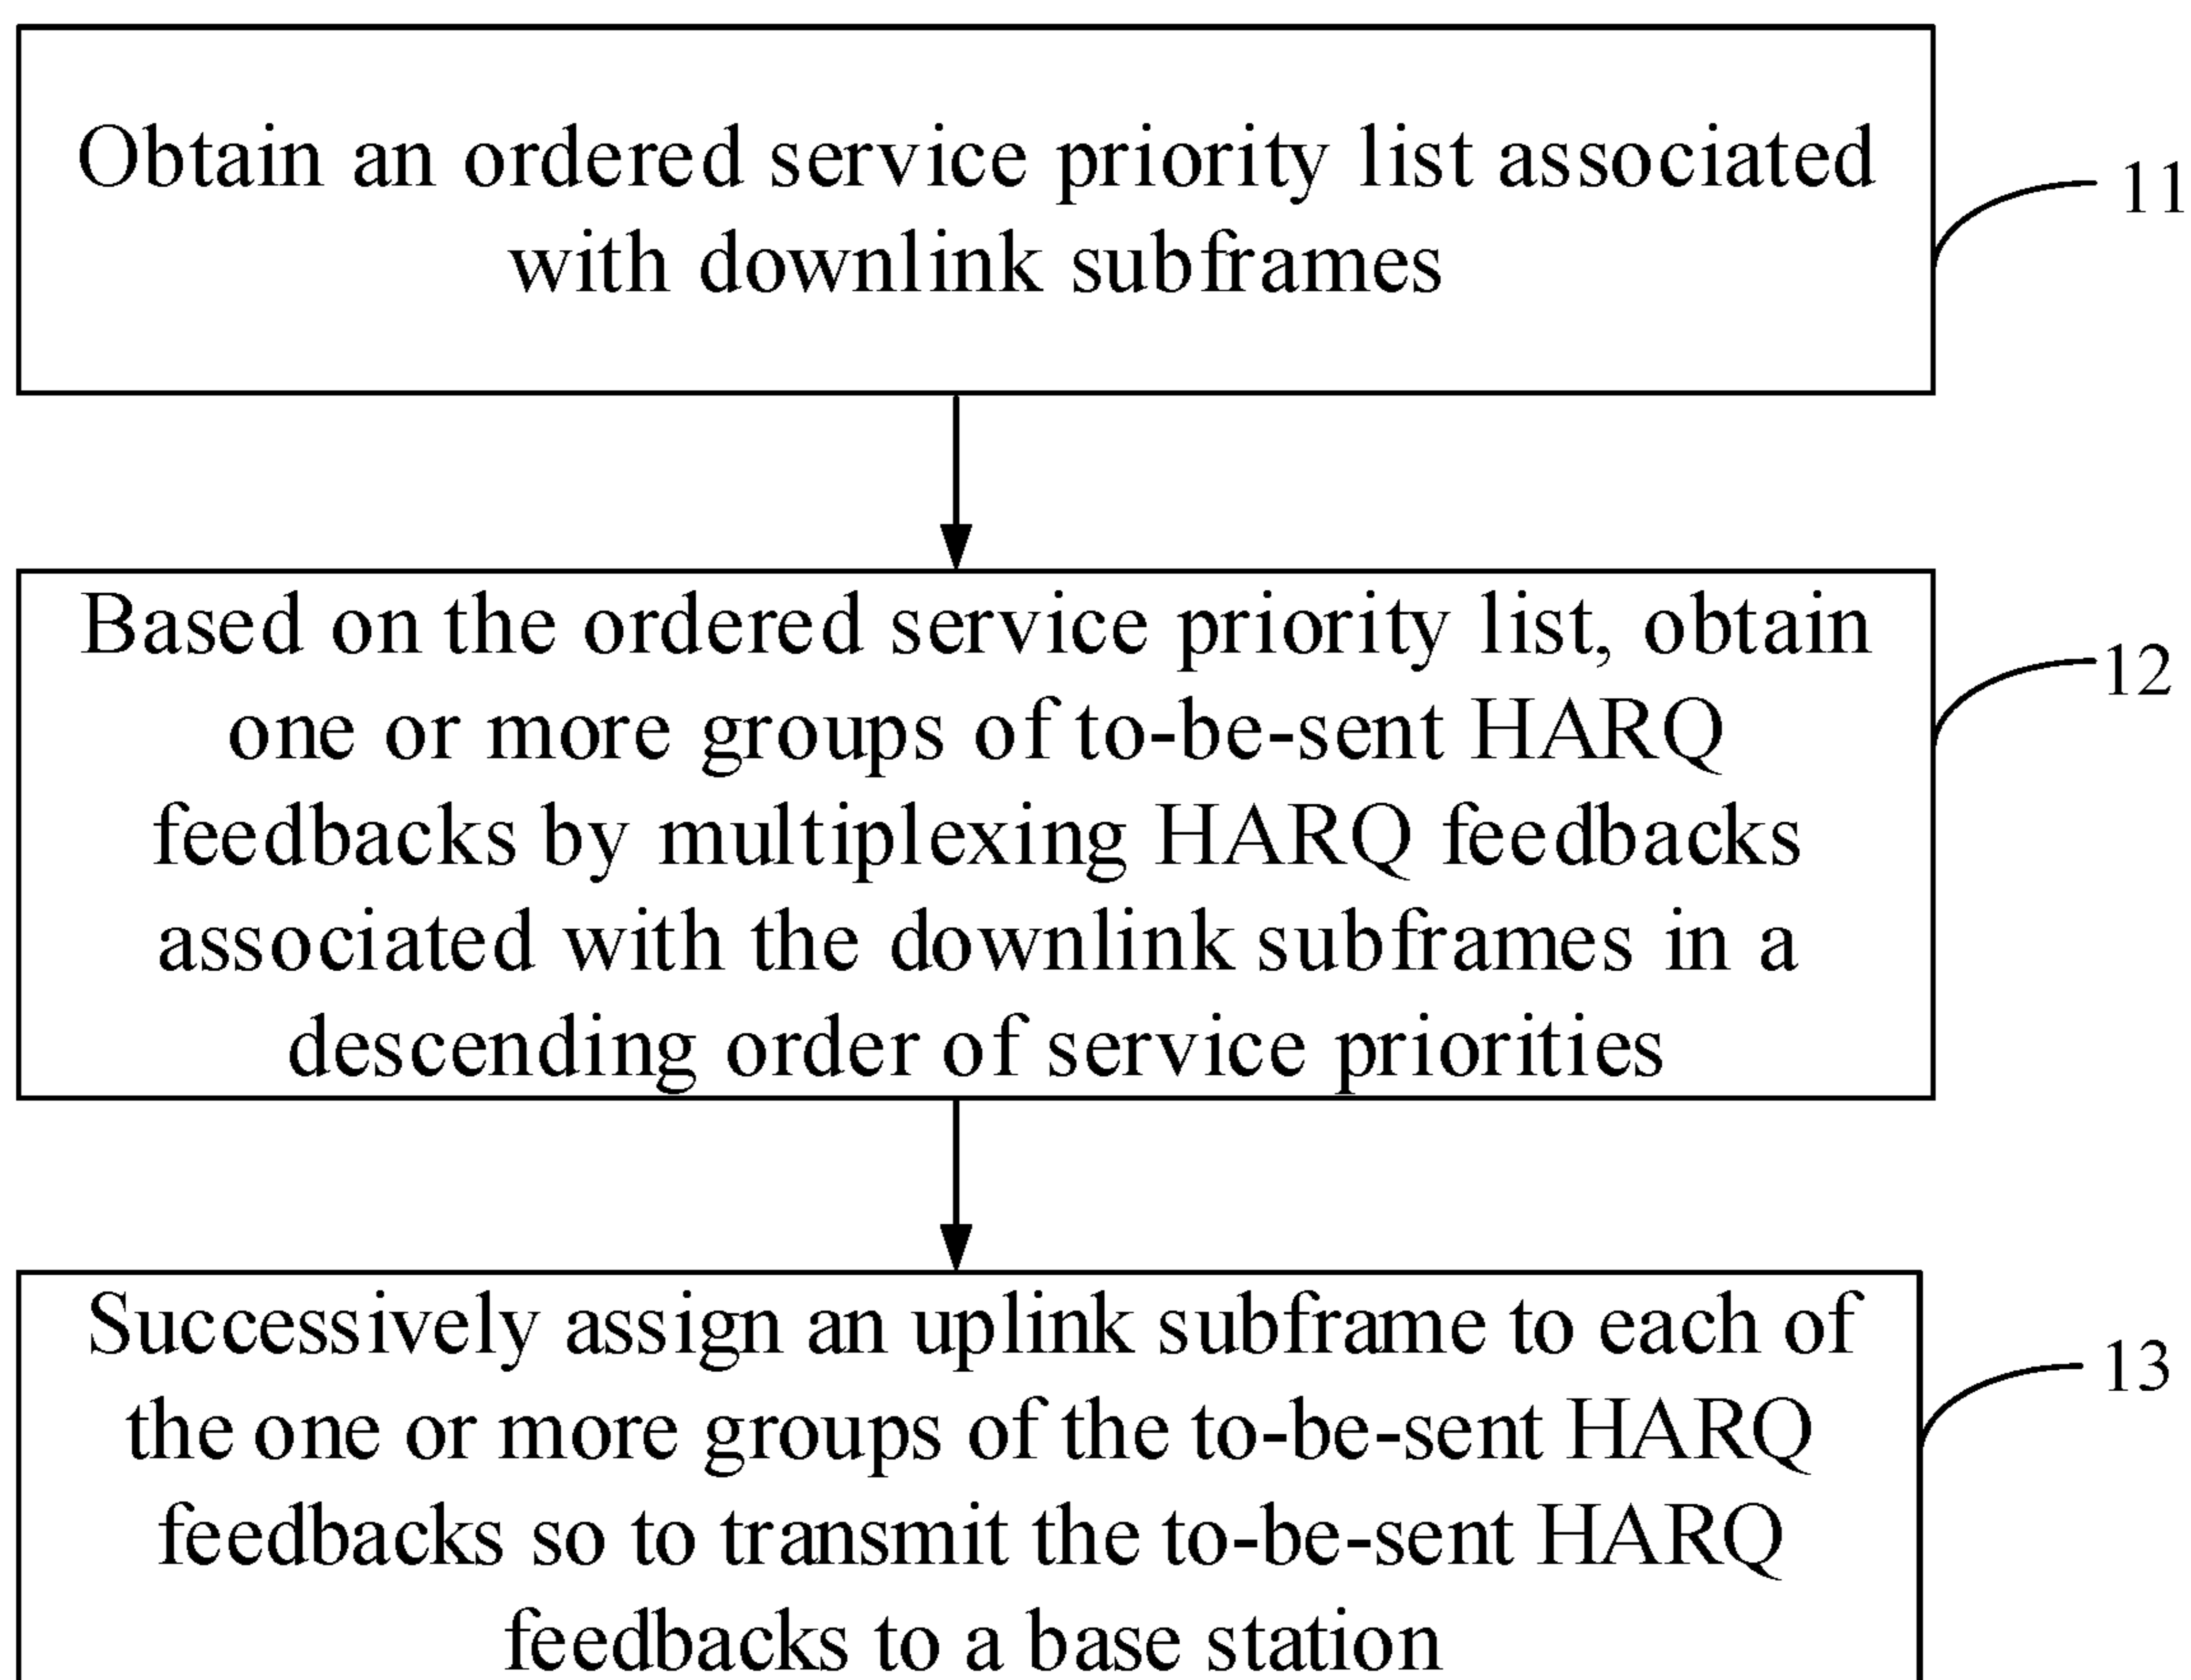 Obtain an ordered service priority list associated
with downlink subframes
11
Based on the ordered service priority list, obtain
one or more groups of to-be-sent HARQ
feedbacks by multiplexing HARQ feedbacks
associated with the downlink subframes in a
descending order of service priorities
12
Successively assign an uplink subframe to each of
the one or more groups of the to-be-sent HARQ
feedbacks so to transmit the to-be-sent HARQ
feedbacks to a base station
13